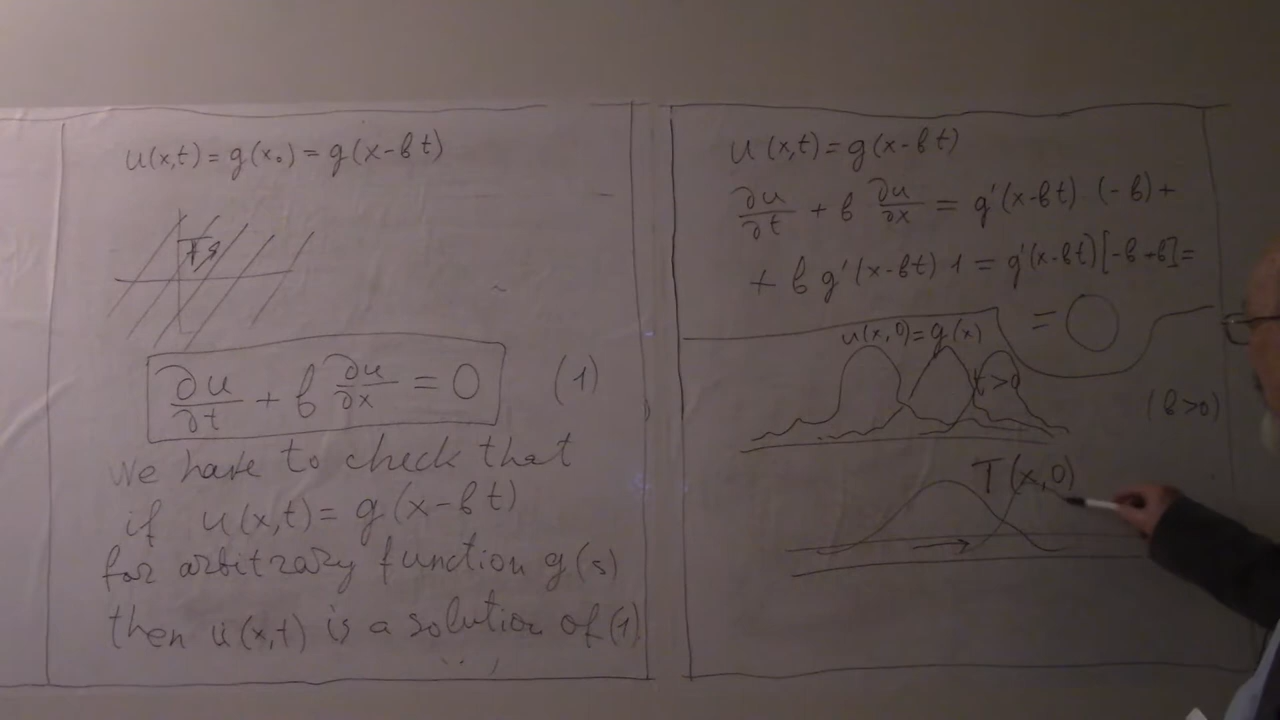 u(x,t) = g(x₀) = g(x-bt)
∂u/∂t + b ∂u/∂x = 0 (1)
We have to check that
if u(x,t) = g(x-bt)
for arbitrary function g(s)
then u(x,t) is a solution of (1)
u(x,t) = g(x-bt)
∂u/∂t + b ∂u/∂x = g'(x-bt) (-b) +
+ b g'(x-bt) 1 = g'(x-bt)[-b+b] =
= 0
u(x,0)=g(x)
t>0
(b>0)
T(x,0)